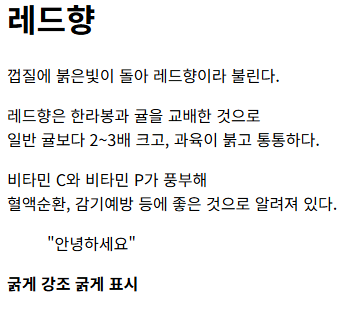 레드향
껍질에 붉은빛이 돌아 레드향이라 불린다.
레드향은 한라봉과 귤을 교배한 것으로
일반 귤보다 2~3배 크고, 과육이 붉고 통통하다.
비타민 C와 비타민 P가 풍부해
혈액순환, 감기예방 등에 좋은 것으로 알려져 있다.
"안녕하세요"
굵게 강조 굵게 표시